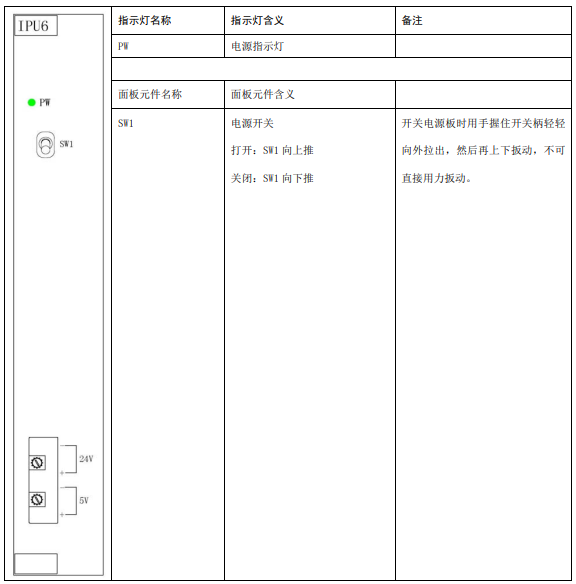 IPU6
PW
SW1
24V
5V
指示灯名称 指示灯含义 备注
PW 电源指示灯
面板元件名称 面板元件含义
SW1 电源开关 开关电源板时用手握住开关柄轻轻
打开：SW1 向上推 向外拉出，然后再上下扳动，不可
关闭：SW1 向下推 直接用力扳动。